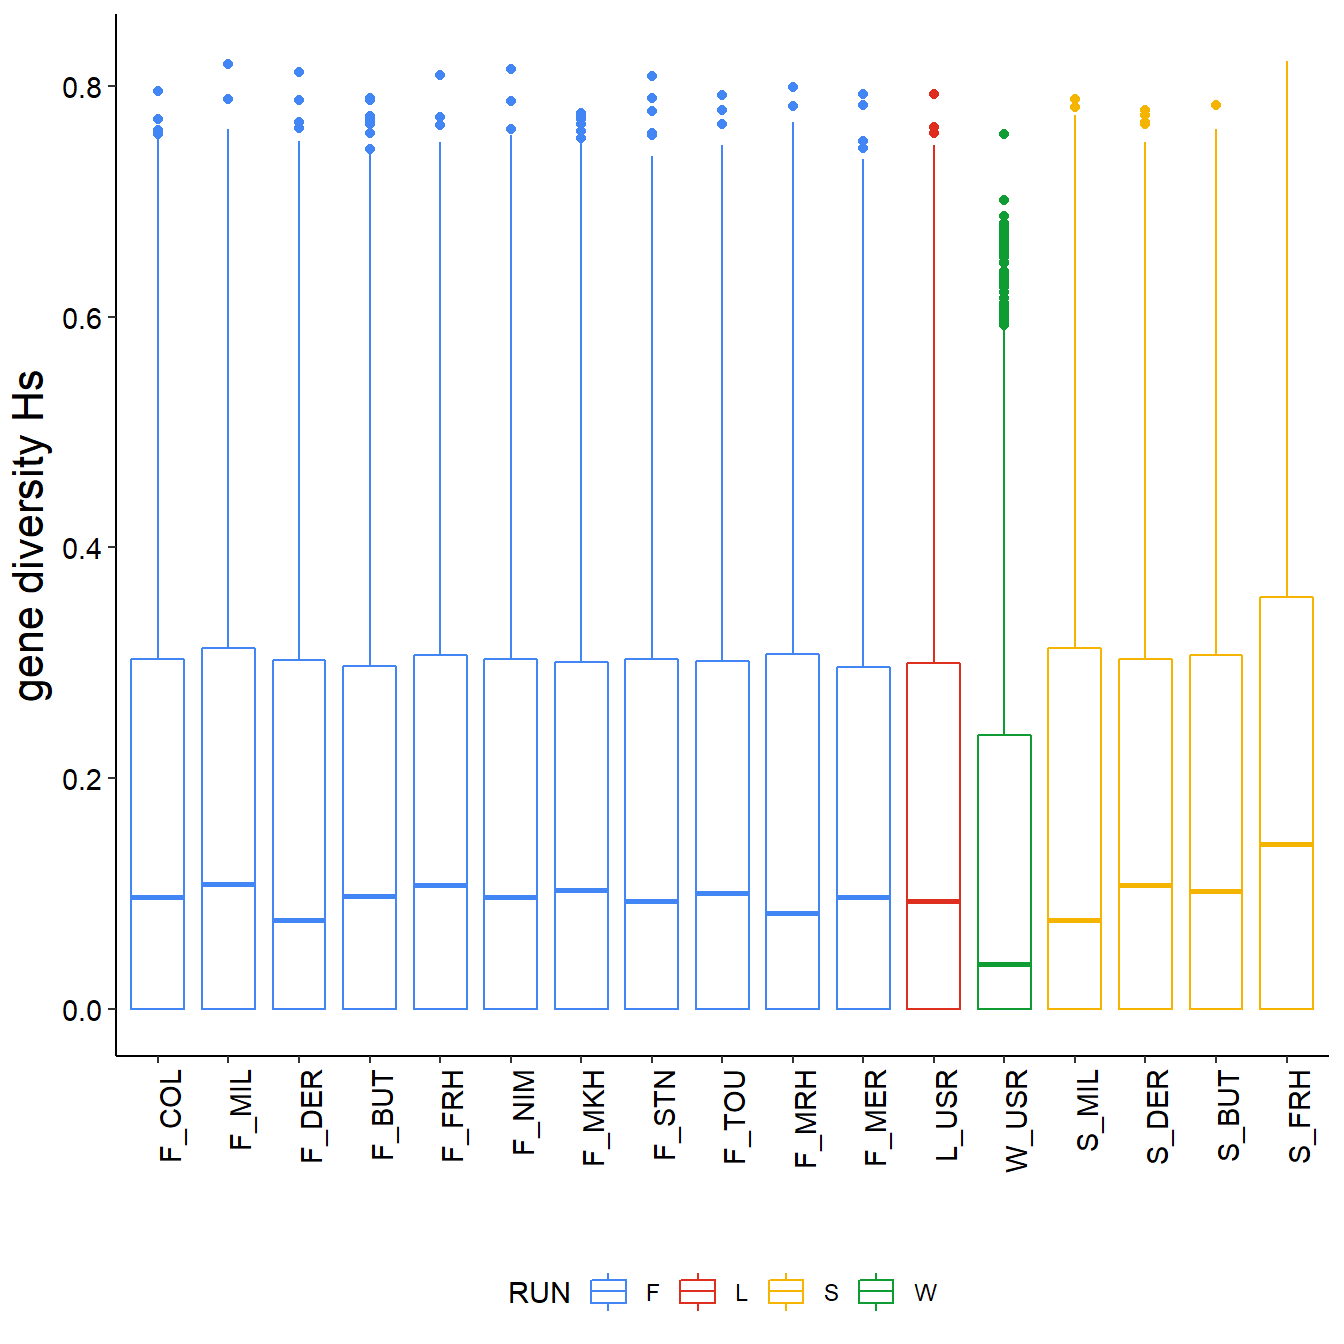 gene diversity Hs
0.8
0.6
0.4
0.2
0.0
F_COL
F_MIL
F_DER
F_BUT
F_FRH
F_NIM
F_MKH
F_STN
F_TOU
F_MRH
F_MER
L_USR
W_USR
S_MIL
S_DER
S_BUT
S_FRH
RUN F L S W